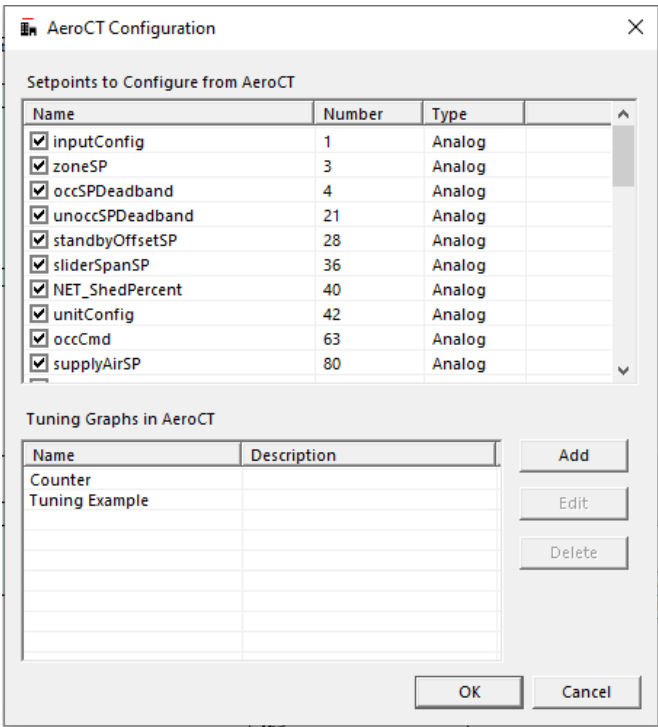 AeroCT Configuration
Setpoints to Configure from AeroCT
Name Number Type
inputConfig 1 Analog
zoneSP 3 Analog
occSPDeadband 4 Analog
unoccSPDeadband 21 Analog
standbyOffsetSP 28 Analog
sliderSpanSP 36 Analog
NET_ShedPercent 40 Analog
unitConfig 42 Analog
occCmd 63 Analog
supplyAirSP 80 Analog
Tuning Graphs in AeroCT
Name Description
Counter
Tuning Example
Add
Edit
Delete
OK Cancel